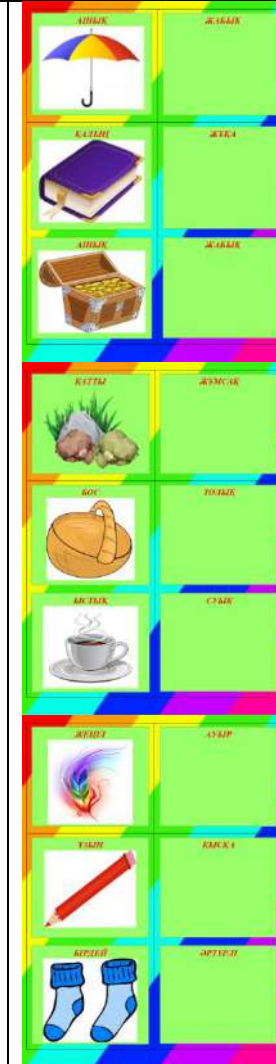 АШЫҚ ЖАБЫҚ
ҚАЛЫҢ ЖҰҚА
АШЫҚ ЖАБЫҚ
ҚАТТЫ ЖҰМСАҚ
БОС ТОЛЫҚ
ЫСТЫҚ СУЫҚ
ЖЕҢІЛ АУЫР
ҰЗЫН ҚЫСҚА
БІРДЕЙ ӘРТҮРЛІ